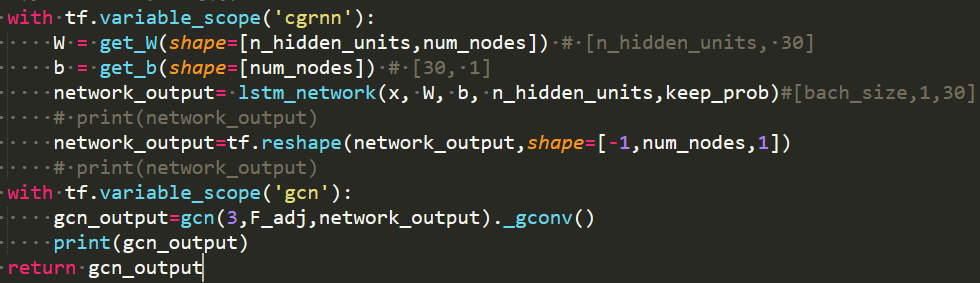 with tf.variable_scope('cgrnn'):
    W = get_W(shape=[n_hidden_units,num_nodes]) # [n_hidden_units, 30]
    b = get_b(shape=[num_nodes]) # [30, 1]
    network_output= lstm_network(x, W, b, n_hidden_units,keep_prob)#[bach_size,1,30]
    # print(network_output)
    network_output=tf.reshape(network_output,shape=[-1,num_nodes,1])
    # print(network_output)
with tf.variable_scope('gcn'):
    gcn_output=gcn(3,F_adj,network_output)._gconv()
    print(gcn_output)
return gcn_output